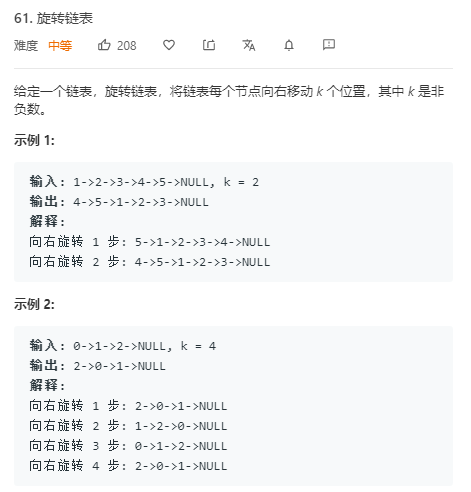 61. 旋转链表
难度 中等 208
给定一个链表，旋转链表，将链表每个节点向右移动 k 个位置，其中 k 是非
负数。
示例 1:
输入: 1->2->3->4->5->NULL, k = 2
输出: 4->5->1->2->3->NULL
解释:
向右旋转 1 步: 5->1->2->3->4->NULL
向右旋转 2 步: 4->5->1->2->3->NULL
示例 2:
输入: 0->1->2->NULL, k = 4
输出: 2->0->1->NULL
解释:
向右旋转 1 步: 2->0->1->NULL
向右旋转 2 步: 1->2->0->NULL
向右旋转 3 步: 0->1->2->NULL
向右旋转 4 步: 2->0->1->NULL